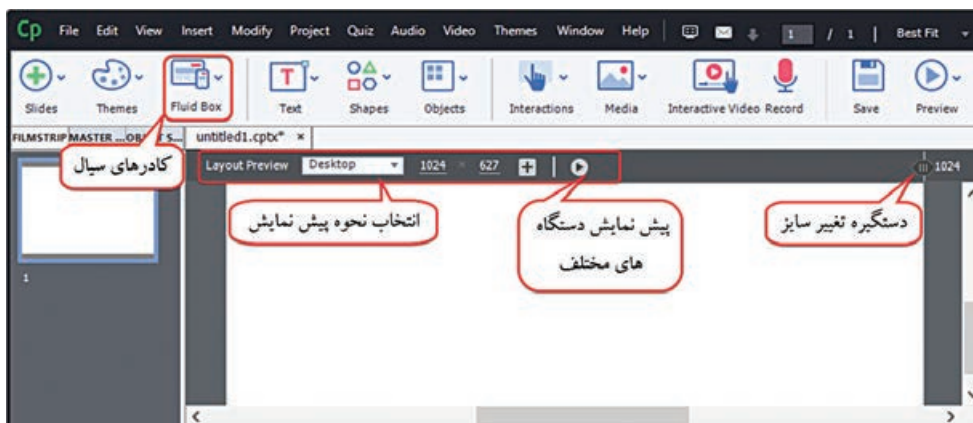 Cp File Edit View Insert Modify Project Quiz Audio Video Themes Window Help 1 / 1 Best Fit
Slides Themes Fluid Box Text Shapes Objects Interactions Media Interactive Video Record Save Preview
FILMSTRIP MASTER ...OBJECT S... untitled1.cptx* ×
Layout Preview Desktop 1024 × 627 1024
کادرهای سیال
انتخاب نحوه پیش نمایش
پیش نمایش دستگاه
های مختلف
دستگیره تغییر سایز
1